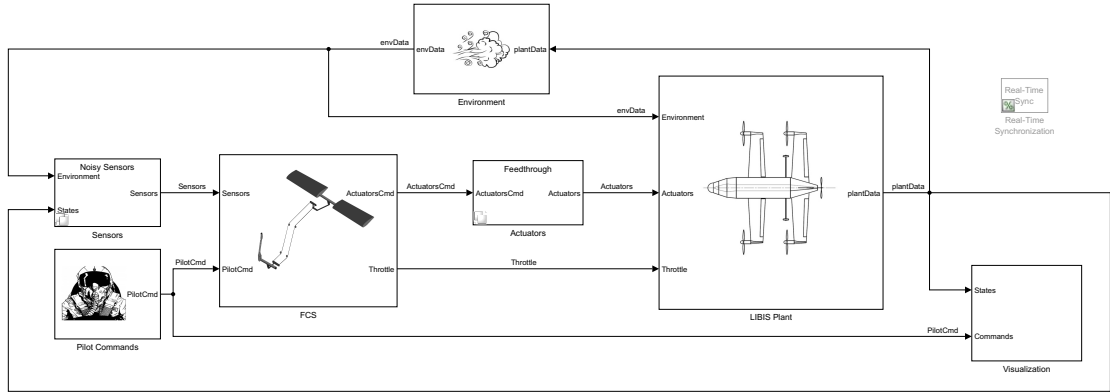 envData
envData
plantData
Environment
envData
Real-Time
Sync
Real-Time
Synchronization
Noisy Sensors
Environment
Sensors
States
Sensors
Sensors
Sensors
ActuatorsCmd
PilotCmd
Throttle
FCS
ActuatorsCmd
Feedthrough
ActuatorsCmd
Actuators
Actuators
Actuators
Throttle
Environment
Actuators
Throttle
plantData
LIBIS Plant
plantData
PilotCmd
PilotCmd
Pilot Commands
PilotCmd
States
Commands
Visualization